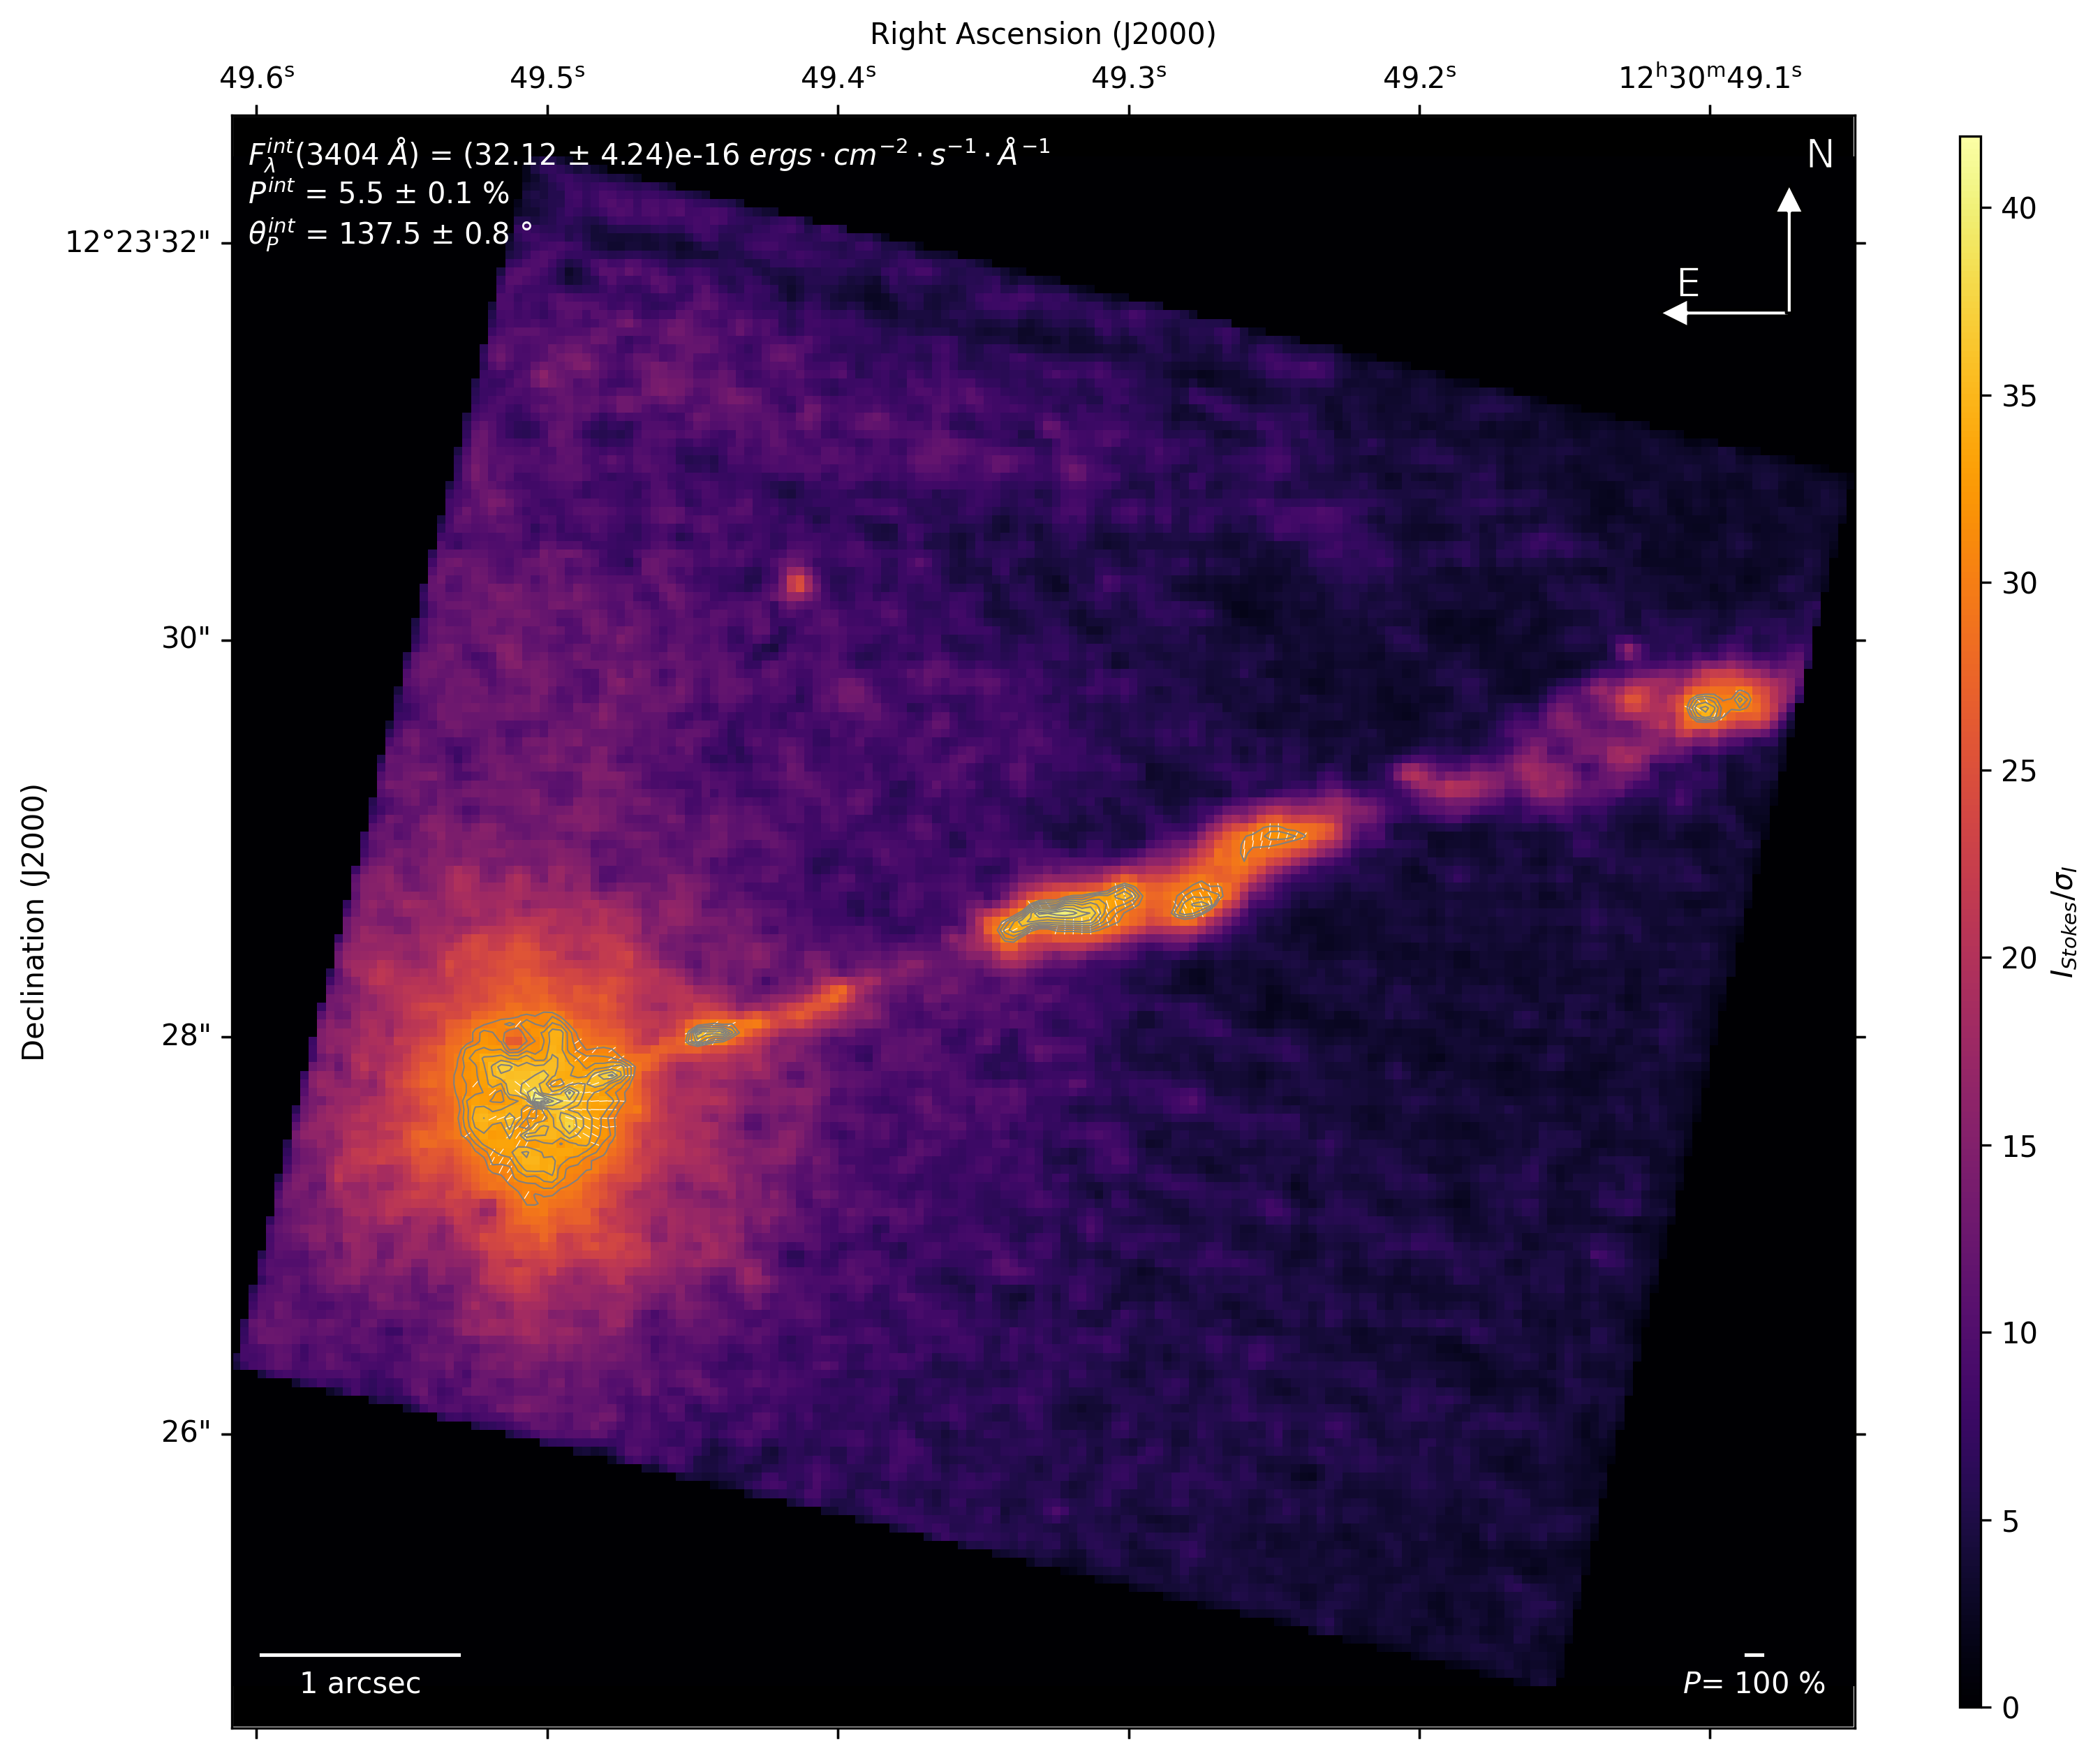 Right Ascension (J2000)
49.6ˢ 49.5ˢ 49.4ˢ 49.3ˢ 49.2ˢ 12ʰ30ᵐ49.1ˢ
F_λ^int(3404 Å) = (32.12 ± 4.24)e-16 ergs · cm⁻² · s⁻¹ · Å⁻¹
P^int = 5.5 ± 0.1 %
θ_P^int = 137.5 ± 0.8 °
N
E
12°23'32"
30"
28"
26"
Declination (J2000)
1 arcsec
P= 100 %
40
35
30
25
20
15
10
5
0
I_Stokes/σ_I